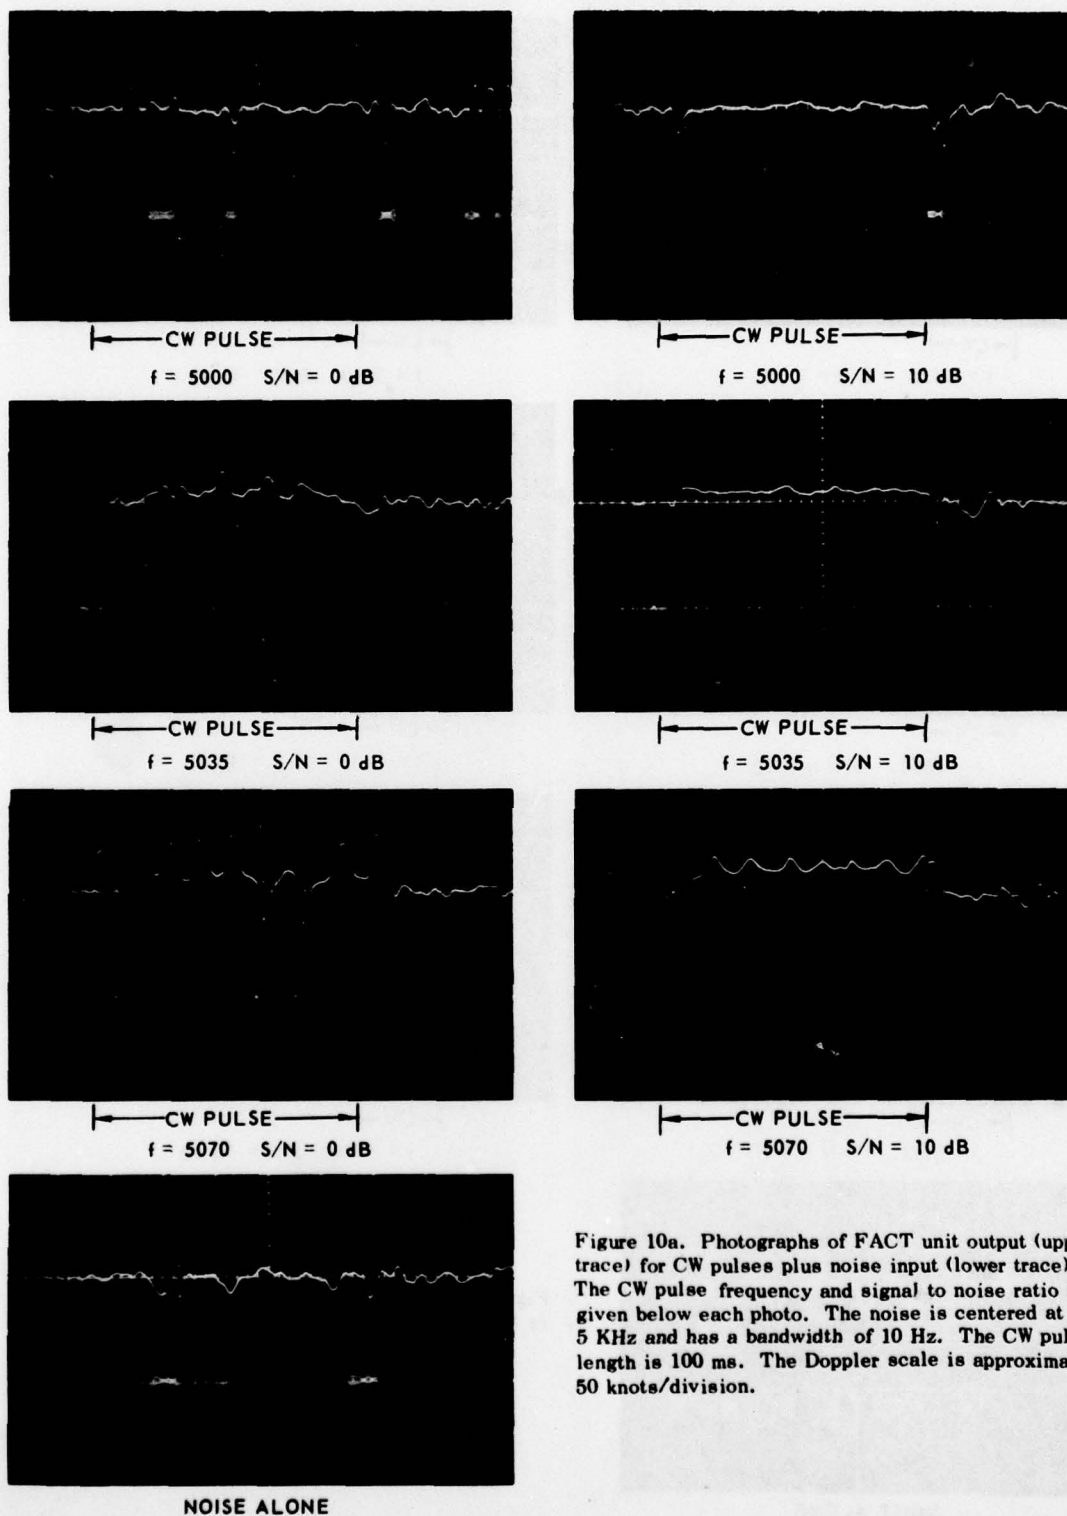 CW PULSE
f = 5000 S/N = 0 dB
CW PULSE
f = 5000 S/N = 10 dB
CW PULSE
f = 5035 S/N = 0 dB
CW PULSE
f = 5035 S/N = 10 dB
CW PULSE
f = 5070 S/N = 0 dB
CW PULSE
f = 5070 S/N = 10 dB
NOISE ALONE
Figure 10a. Photographs of FACT unit output (upp
trace) for CW pulses plus noise input (lower trace)
The CW pulse frequency and signal to noise ratio
given below each photo. The noise is centered at
5 KHz and has a bandwidth of 10 Hz. The CW pul
length is 100 ms. The Doppler scale is approxima
50 knots/division.